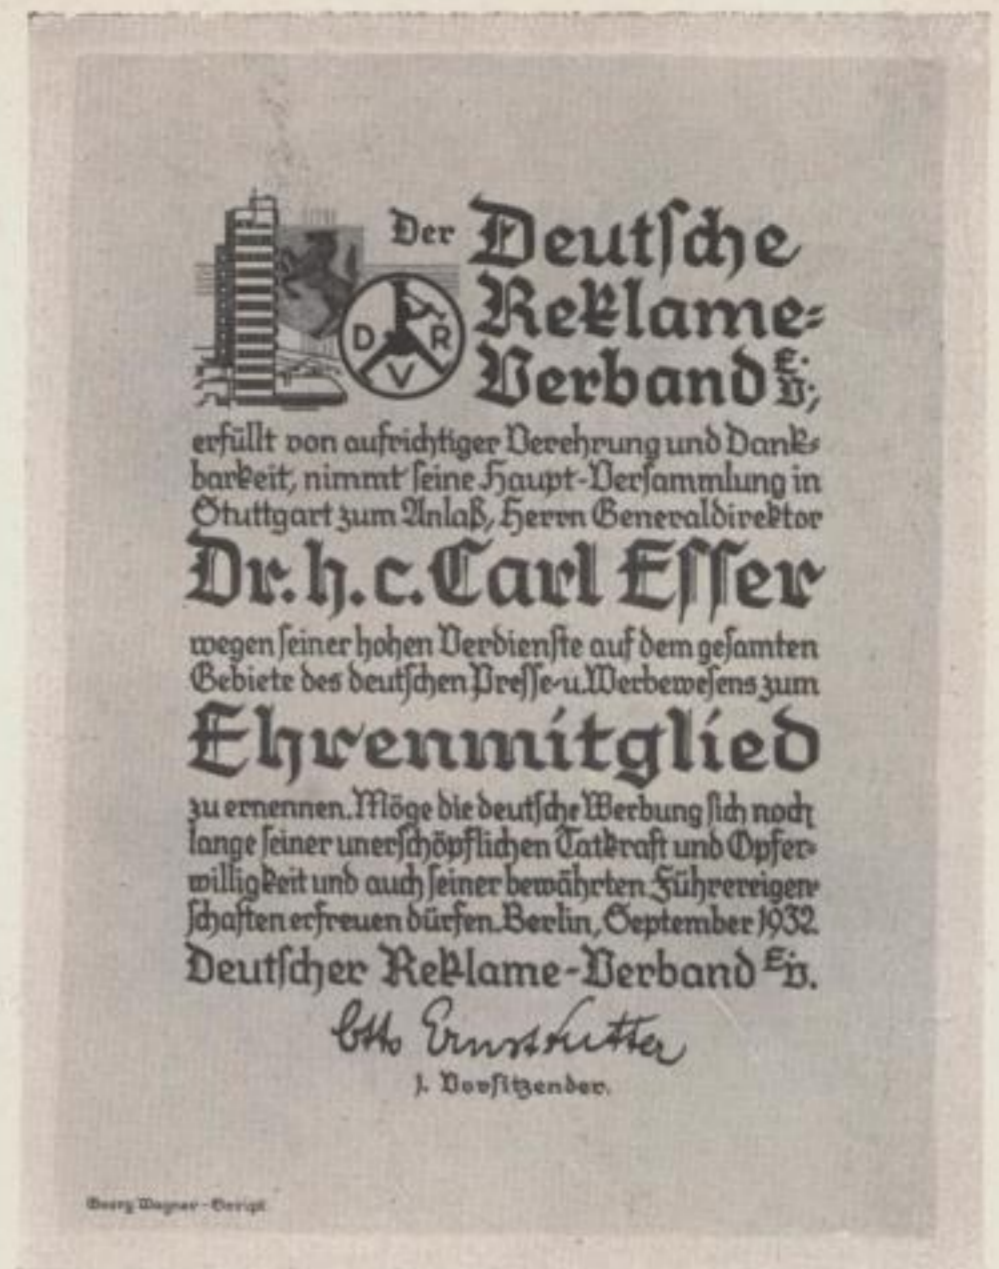 Der Deutsche
Reklame-
Verband E.V.,
D R V
erfüllt von aufrichtiger Verehrung und Dank-
barkeit, nimmt seine Haupt-Versammlung in
Stuttgart zum Anlaß, Herrn Generaldirektor
Dr. h. c. Carl Esser
wegen seiner hohen Verdienste auf dem gesamten
Gebiete des deutschen Presse- u. Werbewesens zum
Ehrenmitglied
zu ernennen. Möge die deutsche Werbung sich noch
lange seiner unerschöpflichen Tatkraft und Opfer-
willigkeit und auch seiner bewährten Führereigen-
schaften erfreuen dürfen. Berlin, September 1932.
Deutscher Reklame-Verband E.V.
Otto Ernst Sutter
1. Vorsitzender.
Georg Wagner-Script